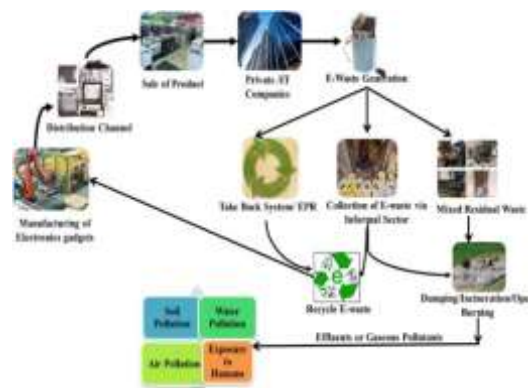 Sale of Product
Private /IT
Companies
E-Waste Generation
Distribution Channel
Manufacturing of
Electronics gadgets
Take Back System/ EPR
Collection of E-waste via
Informal Sector
Mixed Residual Waste
Recycle E-waste
Dumping/Incineration/Open
Burning
Effluents or Gaseous Pollutants
Soil
Pollution
Water
Pollution
Air Pollution
Exposure to
Humans